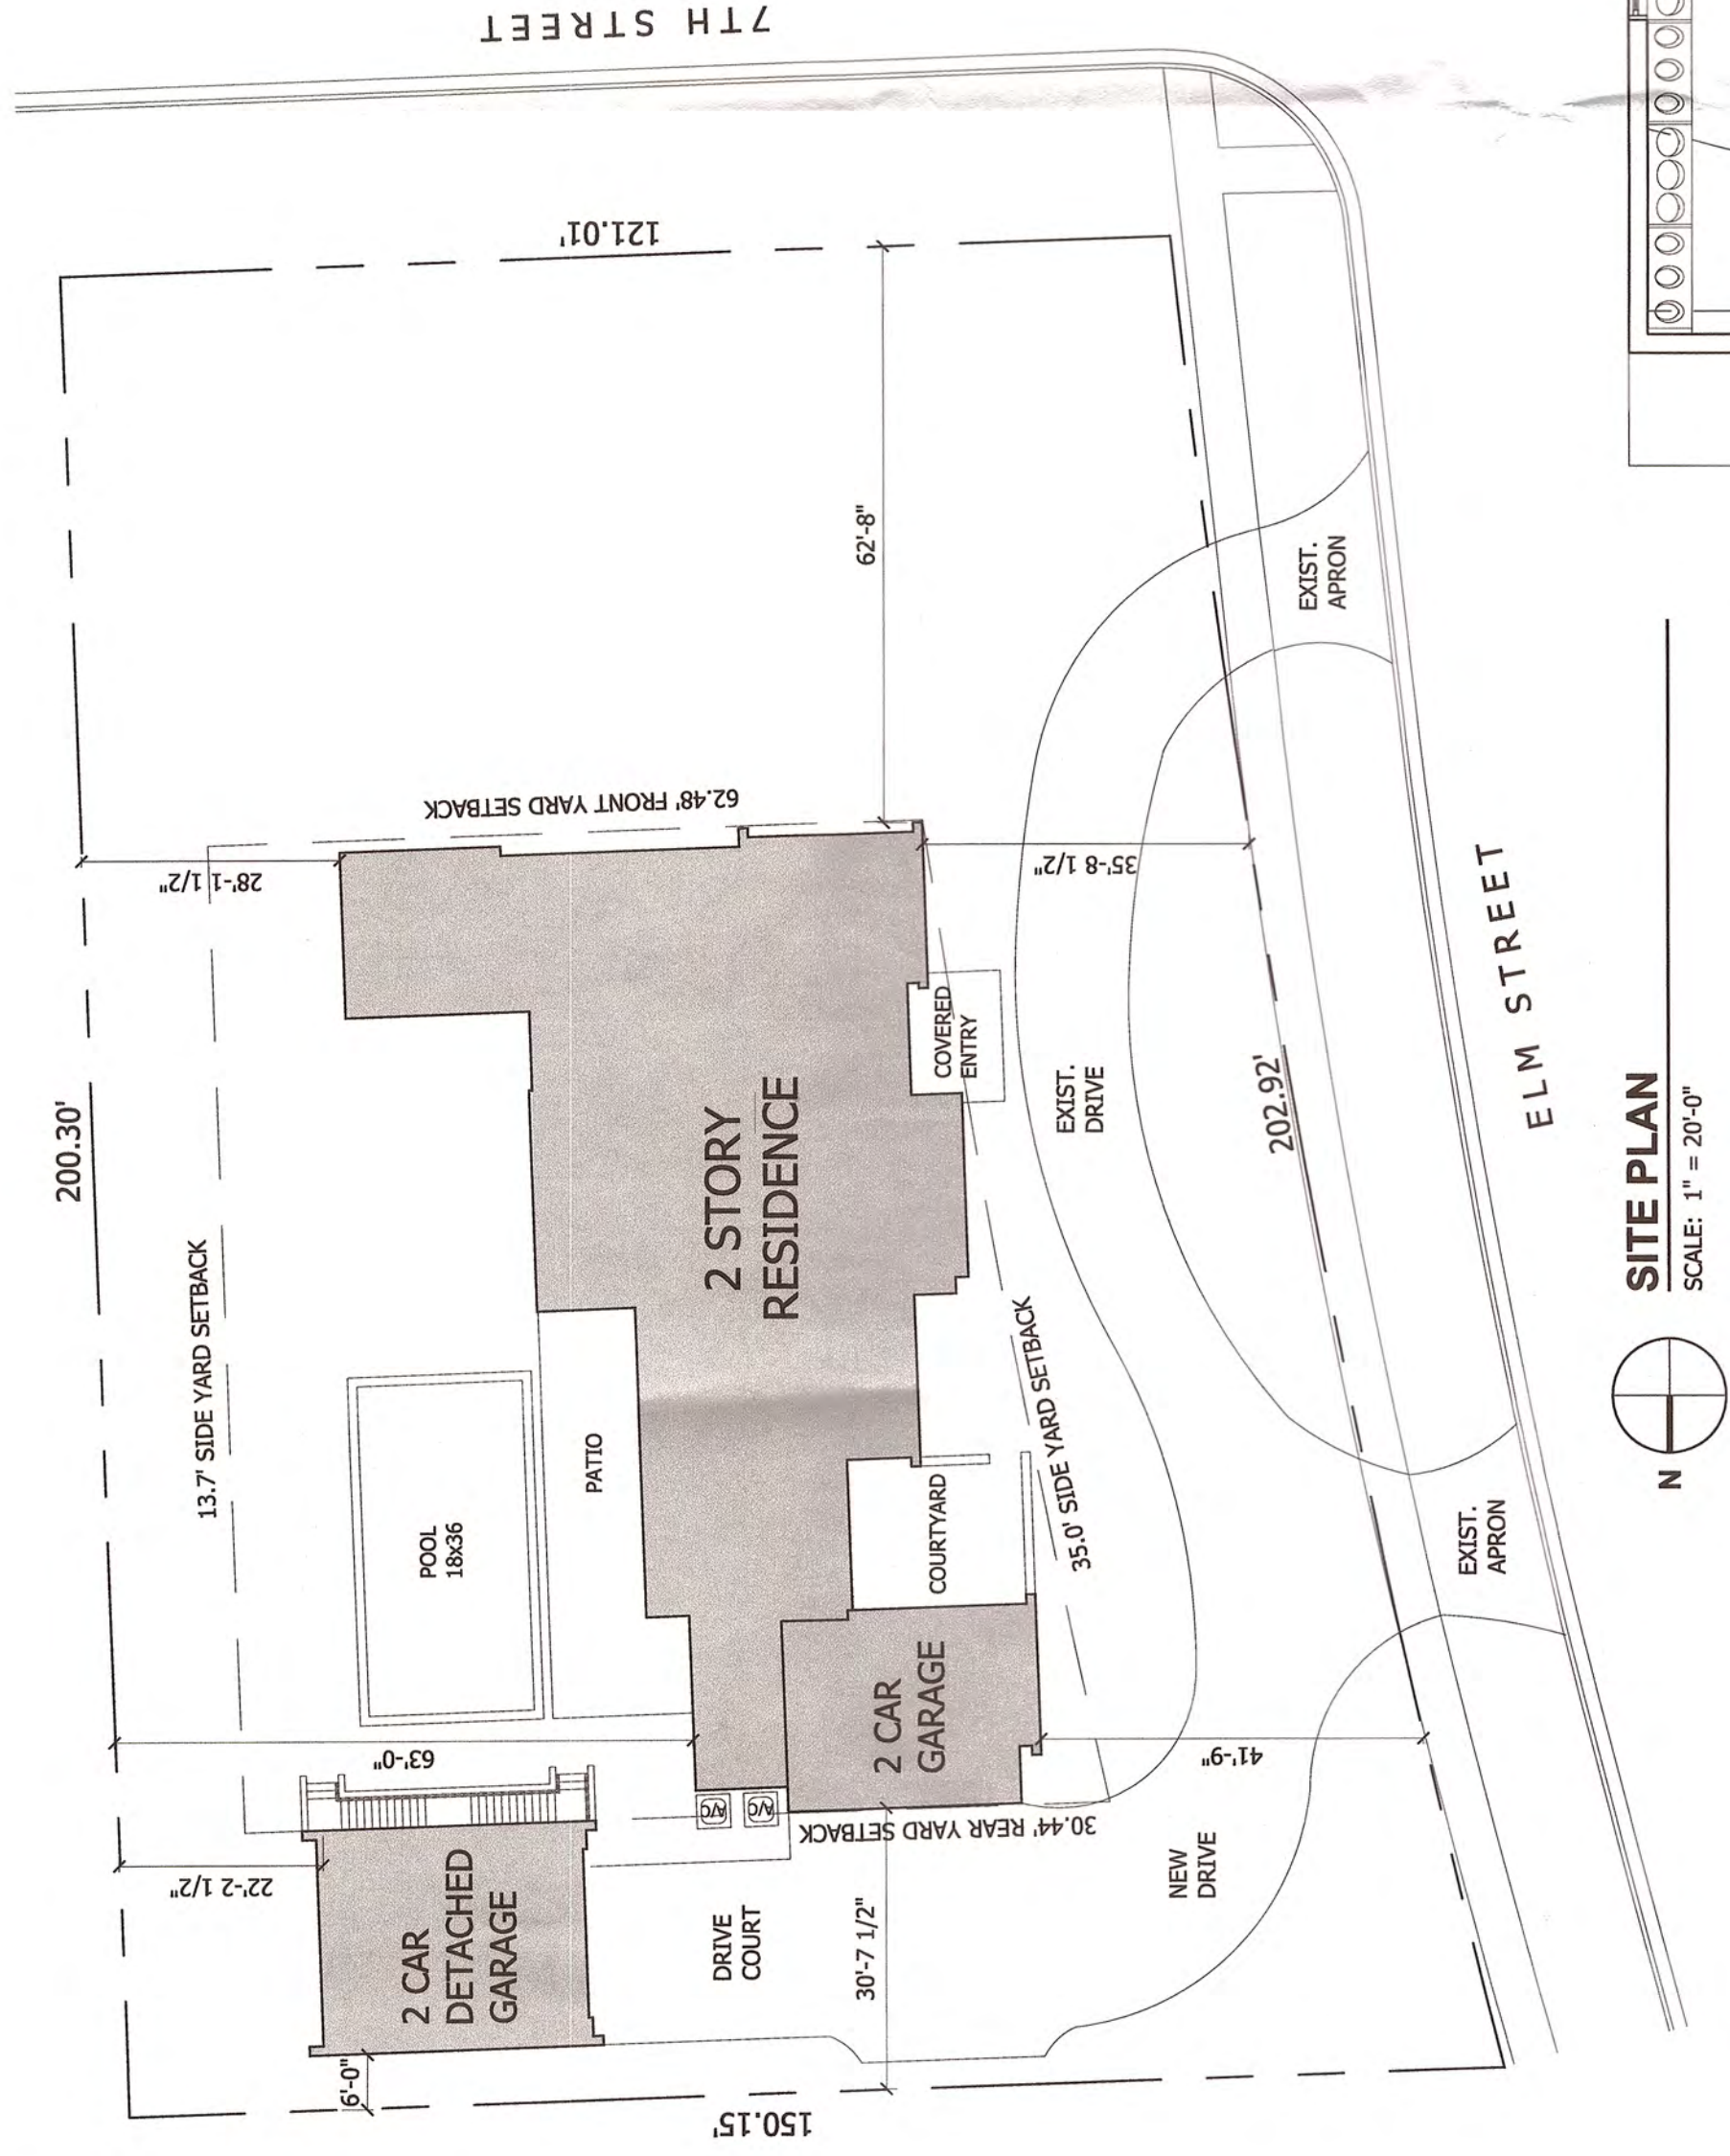 7TH STREET
121.01'
200.30'
62'-8"
62.48' FRONT YARD SETBACK
28'-1 1/2"
35'-8 1/2"
13.7' SIDE YARD SETBACK
2 STORY
RESIDENCE
COVERED
ENTRY
EXIST.
DRIVE
EXIST.
APRON
202.92'
ELM STREET
POOL
18x36
PATIO
COURTYARD
35.0' SIDE YARD SETBACK
63'-0"
2 CAR
GARAGE
41'-9"
A/C
A/C
30.44' REAR YARD SETBACK
22'-2 1/2"
2 CAR
DETACHED
GARAGE
DRIVE
COURT
30'-7 1/2"
NEW
DRIVE
EXIST.
APRON
6'-0"
150.15'
N
SITE PLAN
SCALE: 1" = 20'-0"